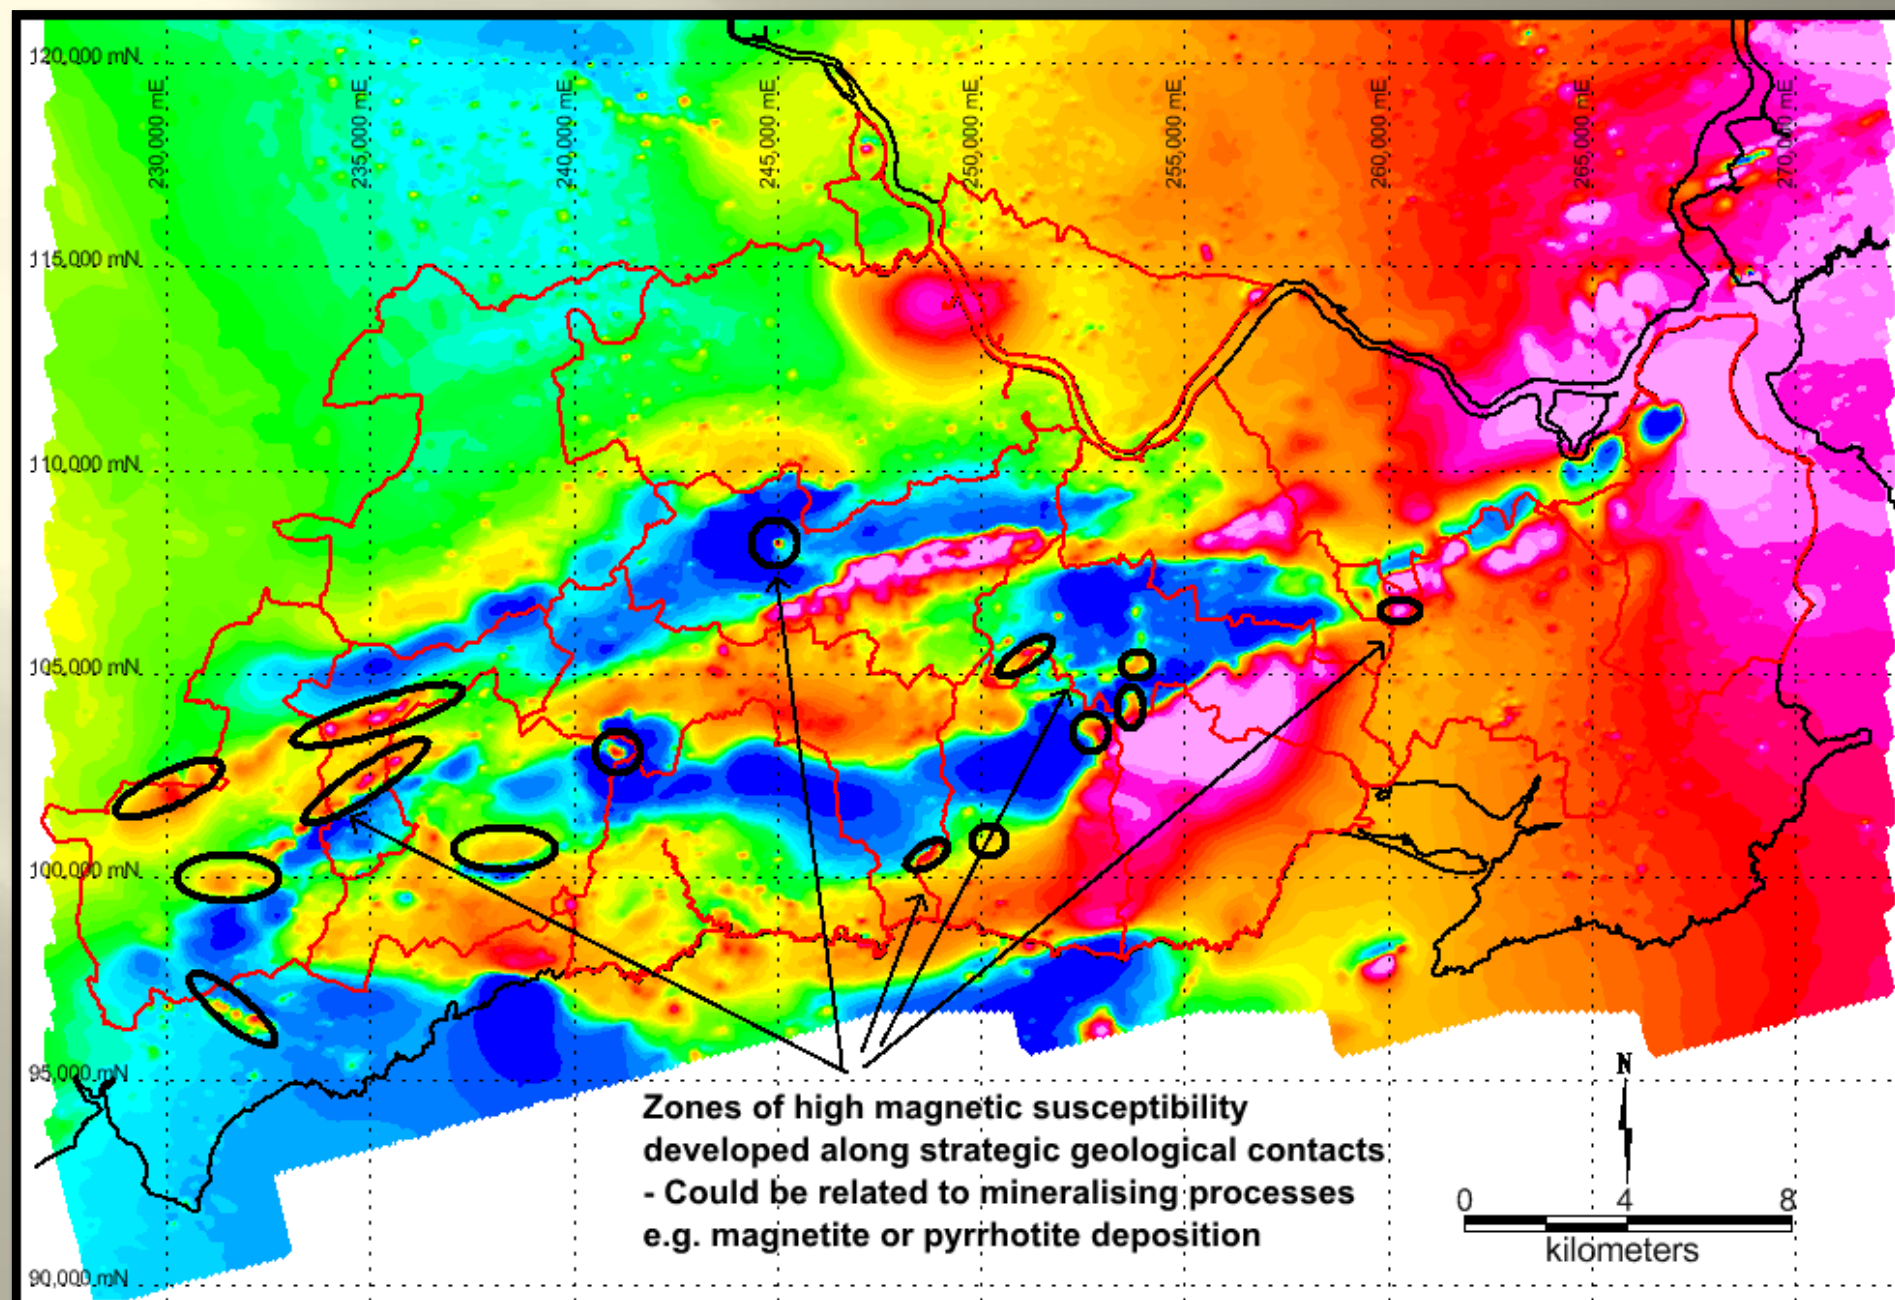 120,000 mN
230,000 mE
235,000 mE
240,000 mE
245,000 mE
250,000 mE
255,000 mE
260,000 mE
265,000 mE
270,000 mE
115,000 mN
110,000 mN
105,000 mN
100,000 mN
95,000 mN
90,000 mN
Zones of high magnetic susceptibility
developed along strategic geological contacts
- Could be related to mineralising processes
e.g. magnetite or pyrrhotite deposition
N
0 4 8
kilometers